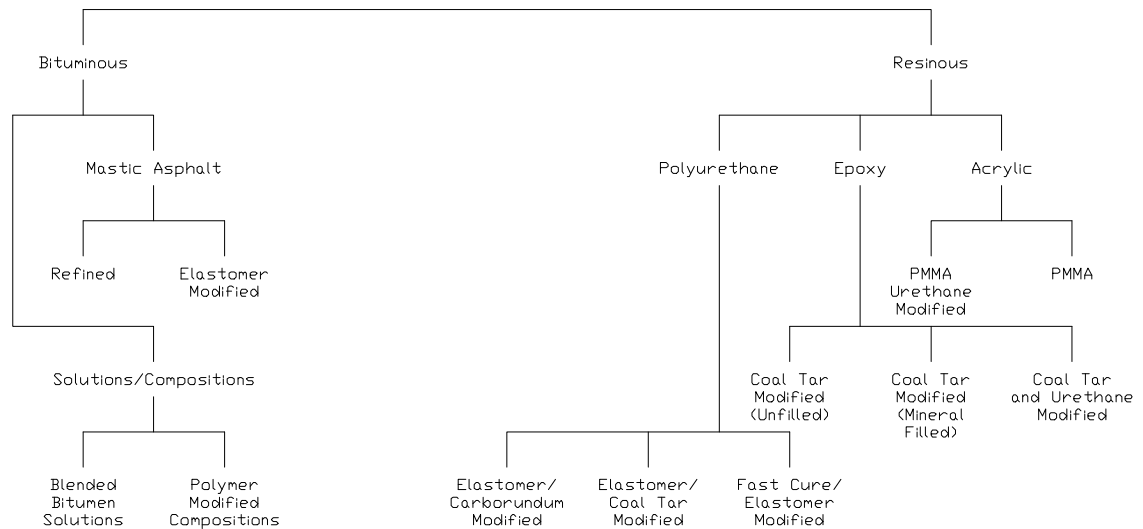 Bituminous
Resinous
Mastic Asphalt
Polyurethane
Epoxy
Acrylic
Refined
Elastomer
Modified
PMMA
Urethane
Modified
PMMA
Solutions/Compositions
Coal Tar
Modified
(Unfilled)
Coal Tar
Modified
(Mineral
Filled)
Coal Tar
and Urethane
Modified
Blended
Bitumen
Solutions
Polymer
Modified
Compositions
Elastomer/
Carborundum
Modified
Elastomer/
Coal Tar
Modified
Fast Cure/
Elastomer
Modified